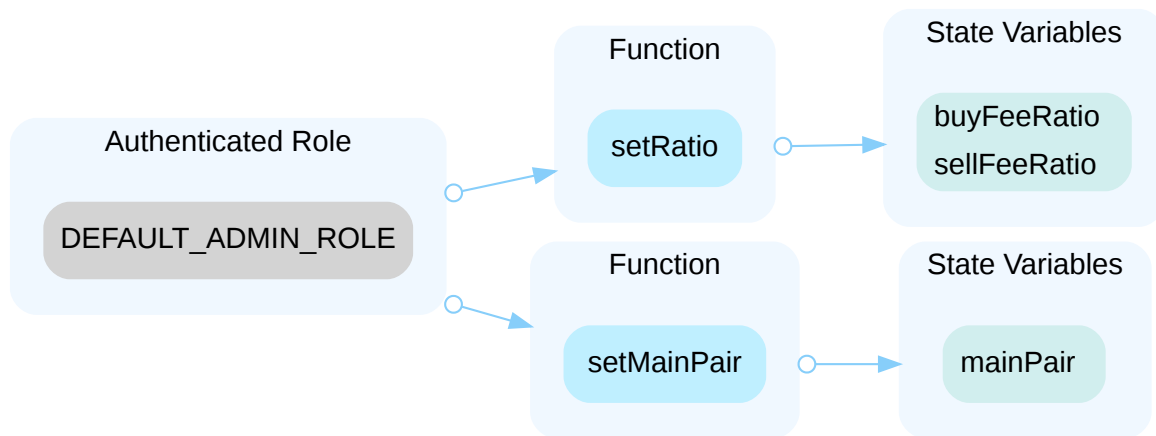 Authenticated Role
DEFAULT_ADMIN_ROLE
Function
setRatio
State Variables
buyFeeRatio
sellFeeRatio
Function
setMainPair
State Variables
mainPair